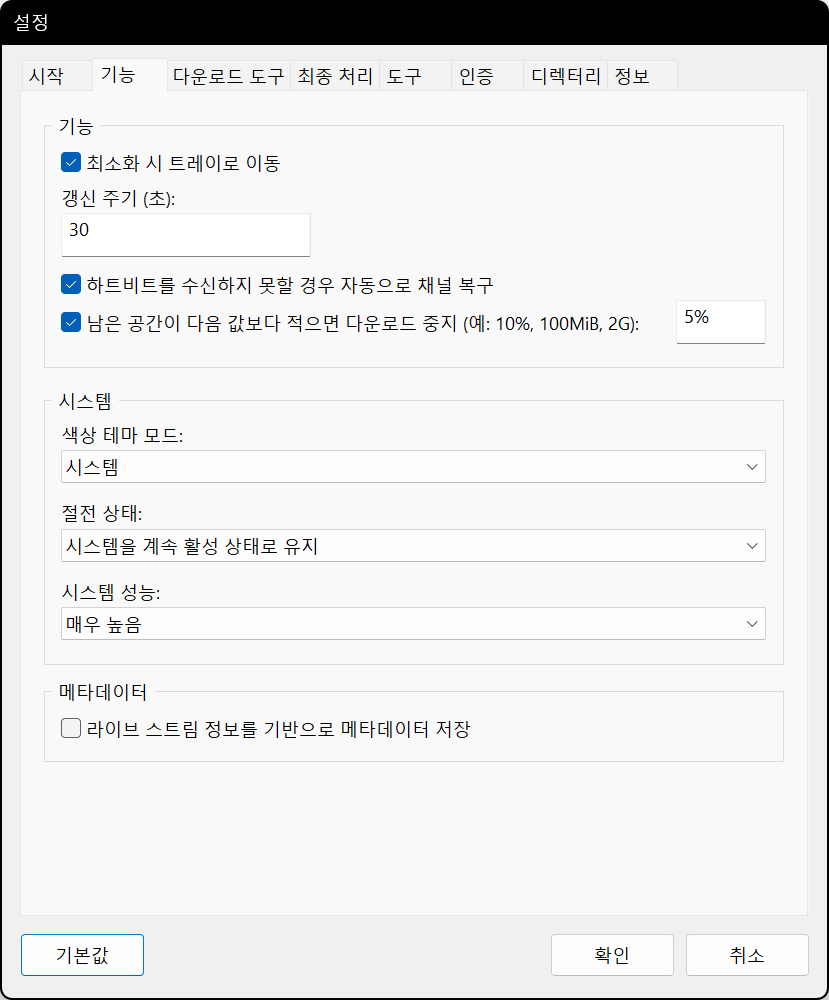 설정
시작 기능 다운로드 도구 최종 처리 도구 인증 디렉터리 정보
기능
최소화 시 트레이로 이동
갱신 주기 (초):
30
하트비트를 수신하지 못할 경우 자동으로 채널 복구
남은 공간이 다음 값보다 적으면 다운로드 중지 (예: 10%, 100MiB, 2G): 5%
시스템
색상 테마 모드:
시스템
절전 상태:
시스템을 계속 활성 상태로 유지
시스템 성능:
매우 높음
메타데이터
라이브 스트림 정보를 기반으로 메타데이터 저장
기본값 확인 취소